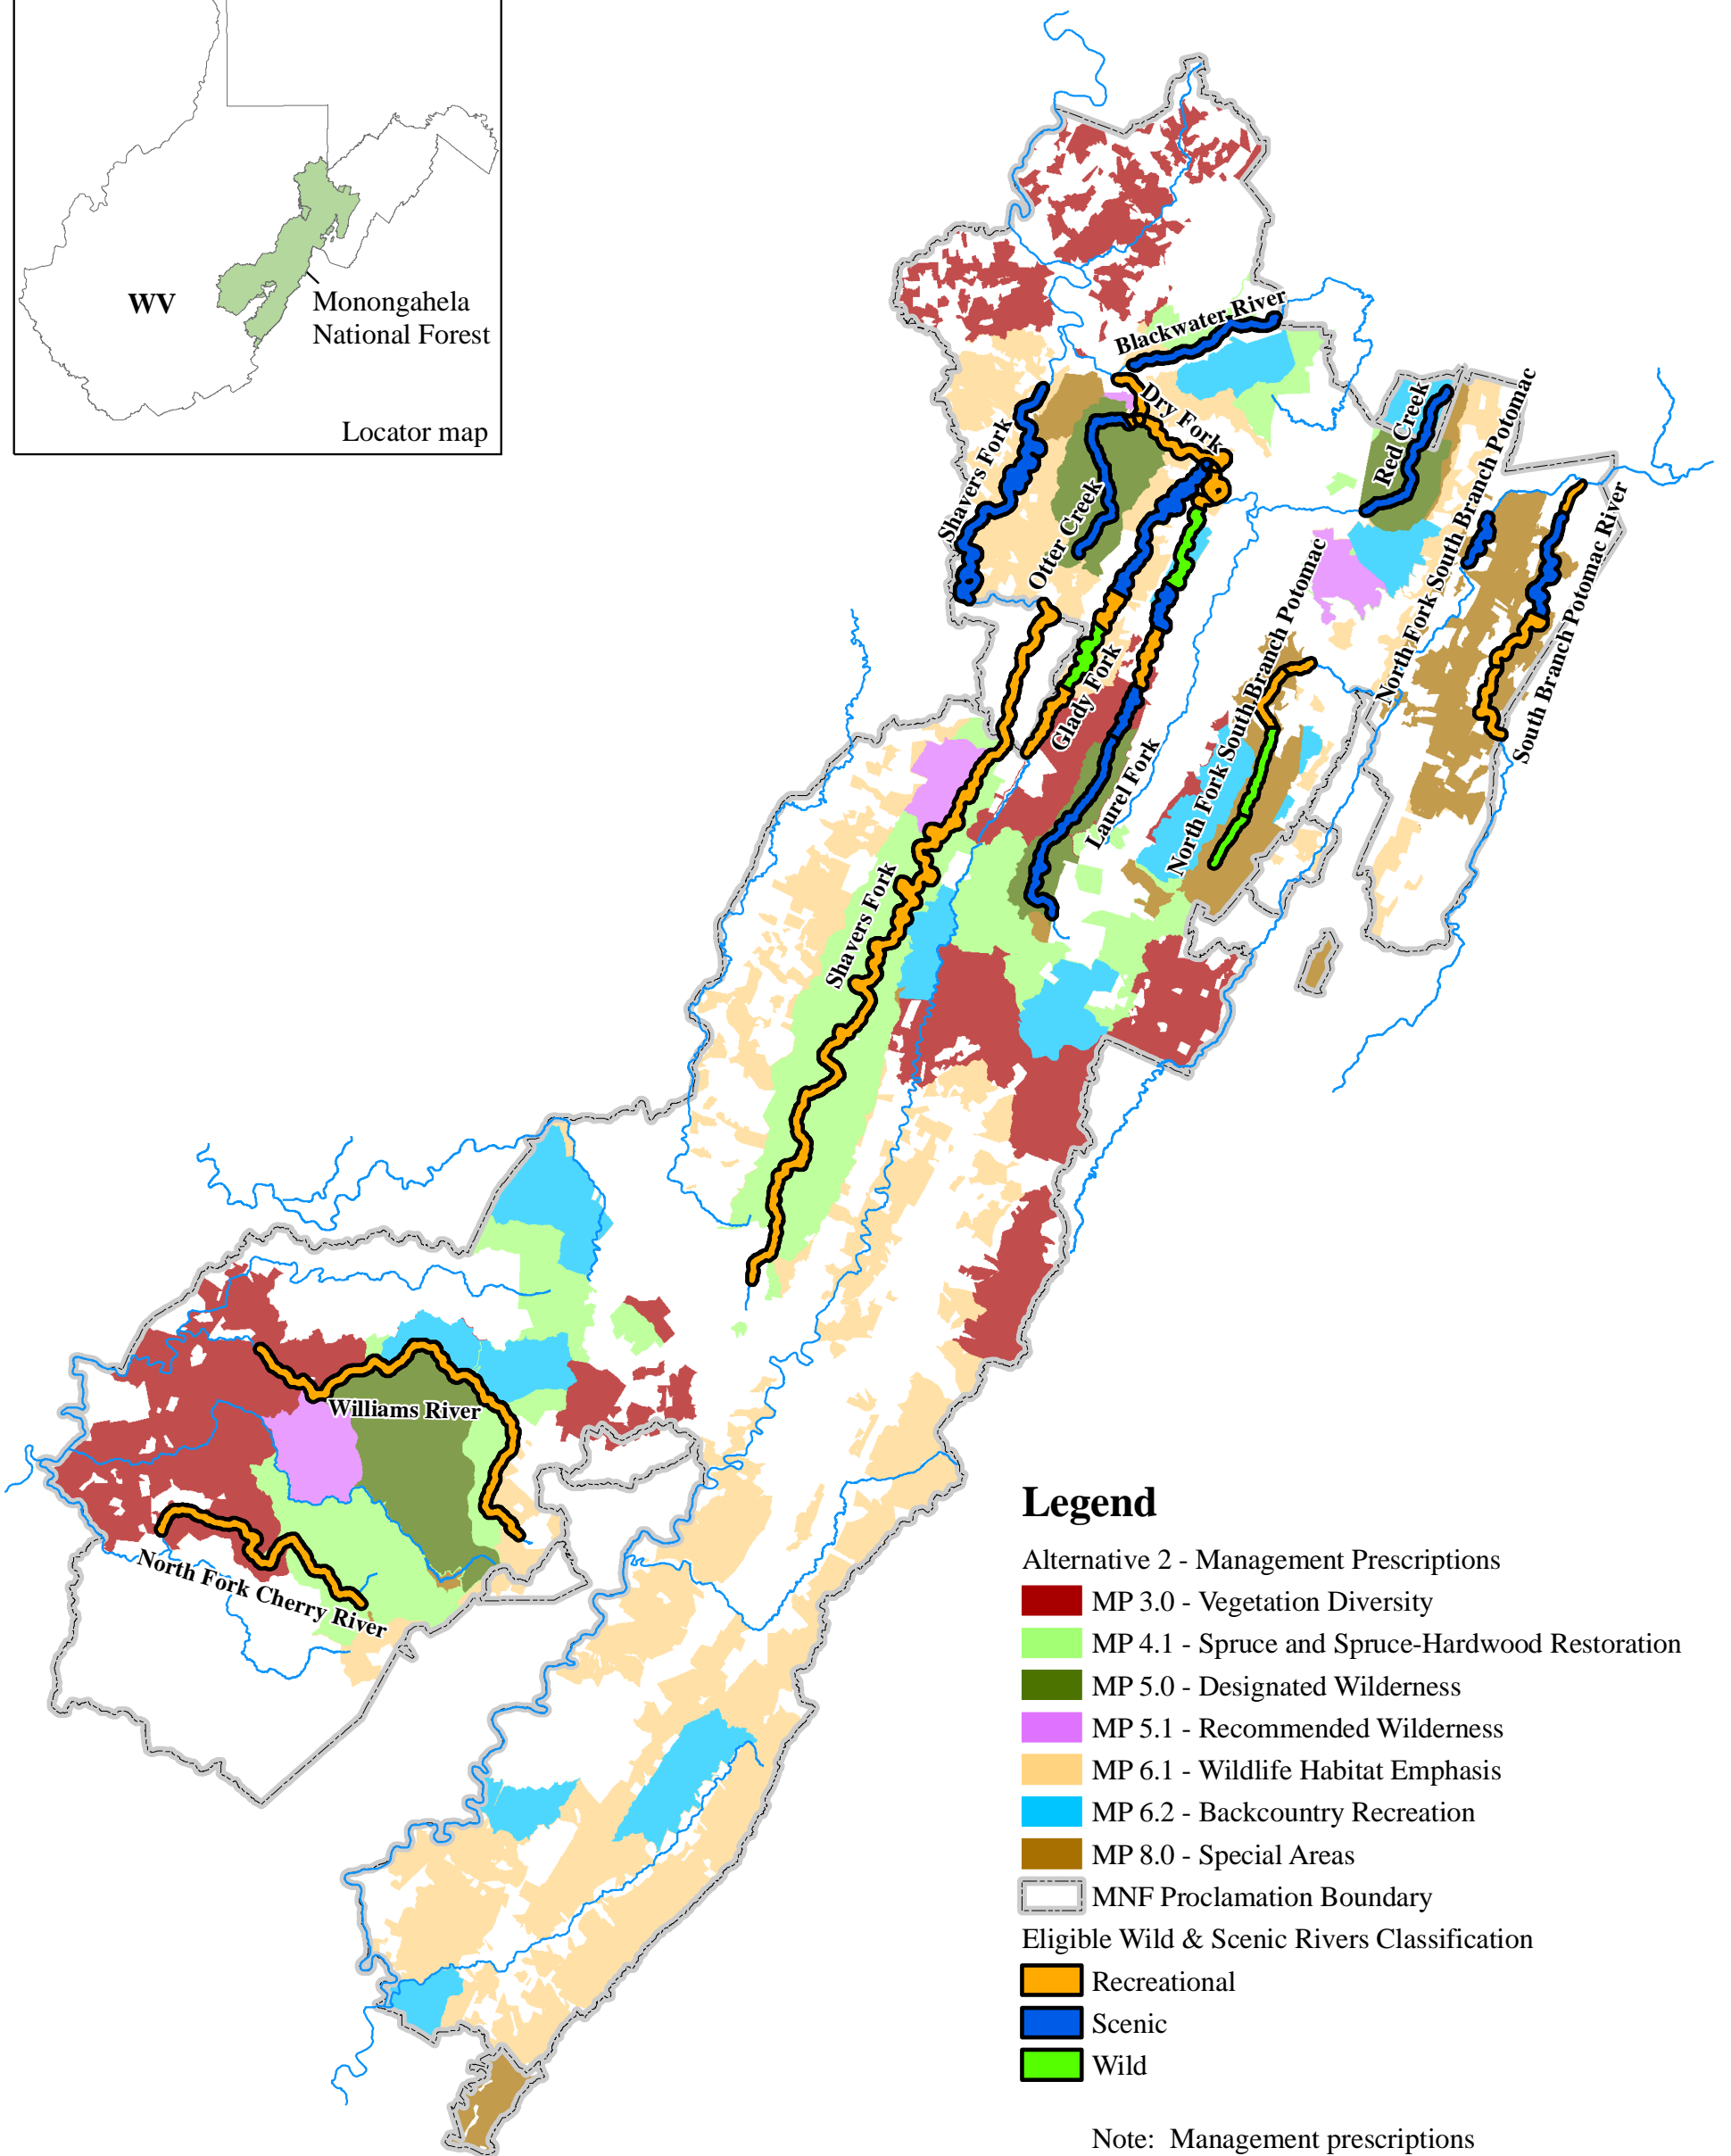 WV
Monongahela
National Forest
Locator map
Blackwater River
Dry Fork
Shavers Fork
Otter Creek
Red Creek
North Fork South Branch Potomac
South Branch Potomac River
Glady Fork
Laurel Fork
North Fork South Branch Potomac
Shavers Fork
Williams River
North Fork Cherry River
Legend
Alternative 2 - Management Prescriptions
MP 3.0 - Vegetation Diversity
MP 4.1 - Spruce and Spruce-Hardwood Restoration
MP 5.0 - Designated Wilderness
MP 5.1 - Recommended Wilderness
MP 6.1 - Wildlife Habitat Emphasis
MP 6.2 - Backcountry Recreation
MP 8.0 - Special Areas
MNF Proclamation Boundary
Eligible Wild & Scenic Rivers Classification
Recreational
Scenic
Wild
Note: Management prescriptions